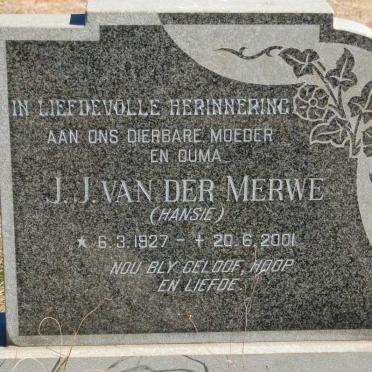 IN LIEFDEVOLLE HERINNERING
AAN ONS DIERBARE MOEDER
EN OUMA
J. J. VAN DER MERWE
(HANSIE)
★ 6. 3. 1927 - ✝ 20. 6. 2001
NOU BLY GELOOF, HOOP
EN LIEFDE.